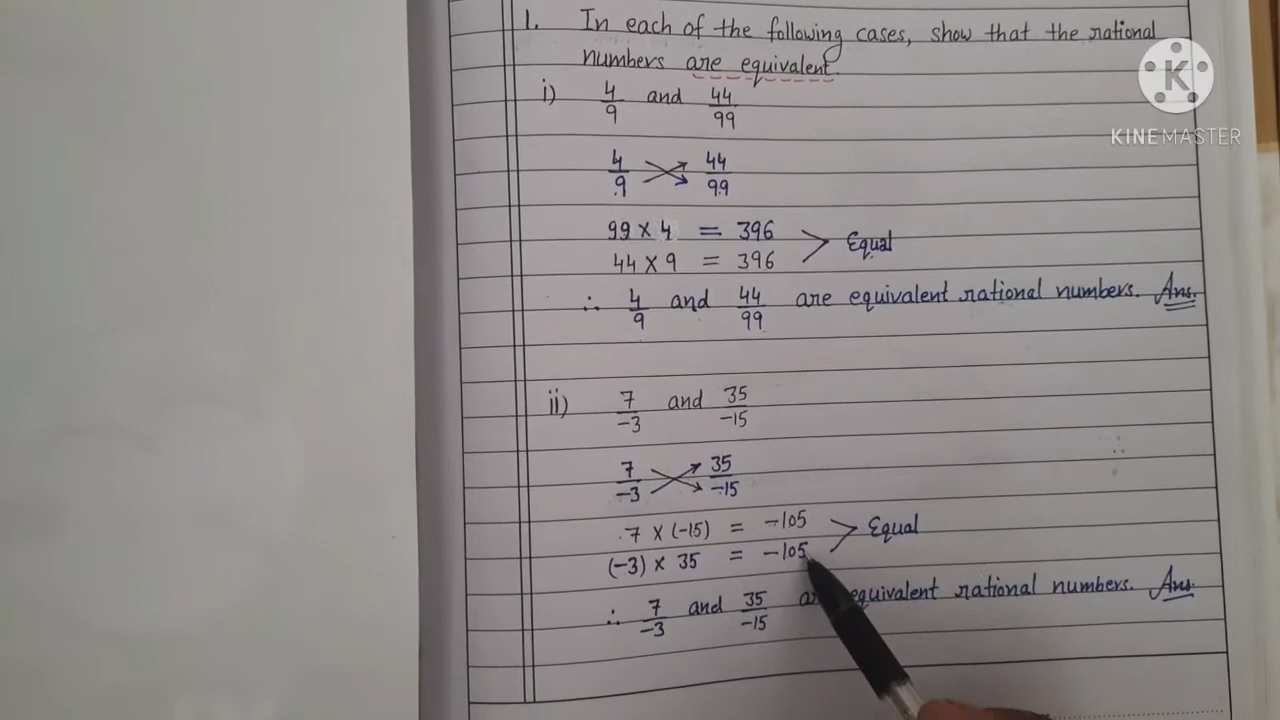 1. In each of the following cases, show that the rational
numbers are equivalent.
i) 4/9 and 44/99
4/9 44/99
99 × 4 = 396
44 × 9 = 396 > Equal
∴ 4/9 and 44/99 are equivalent rational numbers. Ans.
ii) 7/-3 and 35/-15
7/-3 35/-15
7 × (-15) = -105
(-3) × 35 = -105 > Equal
∴ 7/-3 and 35/-15 equivalent rational numbers. Ans.
K
KINEMASTER